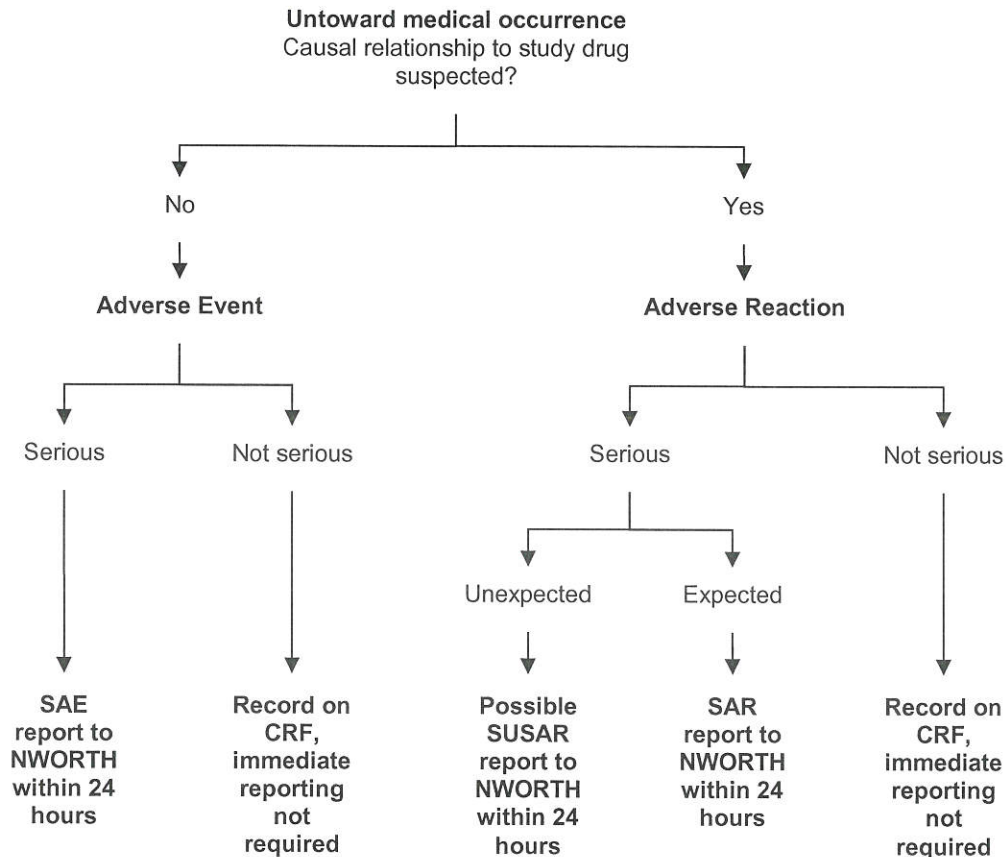 Untoward medical occurrence
Causal relationship to study drug
suspected?
No
Yes
Adverse Event
Adverse Reaction
Serious
Not serious
Serious
Not serious
Unexpected
Expected
SAE
report to
NWORTH
within 24
hours
Record on
CRF,
immediate
reporting
not
required
Possible
SUSAR
report to
NWORTH
within 24
hours
SAR
report to
NWORTH
within 24
hours
Record on
CRF,
immediate
reporting
not
required